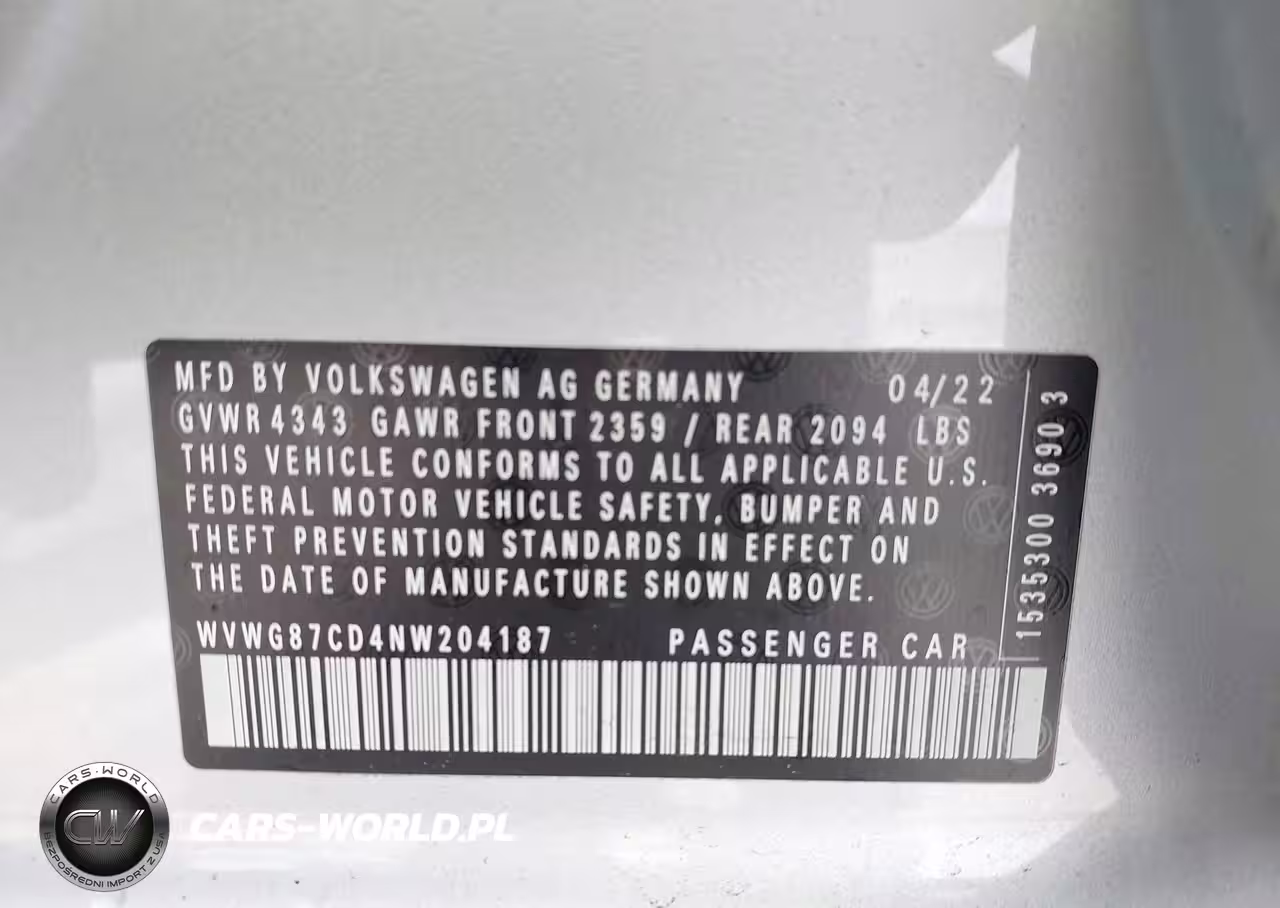 MFD BY VOLKSWAGEN AG GERMANY 04/22
GVWR 4343 GAWR FRONT 2359 / REAR 2094 LBS
THIS VEHICLE CONFORMS TO ALL APPLICABLE U.S.
FEDERAL MOTOR VEHICLE SAFETY, BUMPER AND
THEFT PREVENTION STANDARDS IN EFFECT ON
THE DATE OF MANUFACTURE SHOWN ABOVE.
WVWG87CD4NW204187 PASSENGER CAR
1535300 3690 3
CARS-WORLD
CW
BEZPOŚREDNI IMPORT Z USA
CARS-WORLD.PL